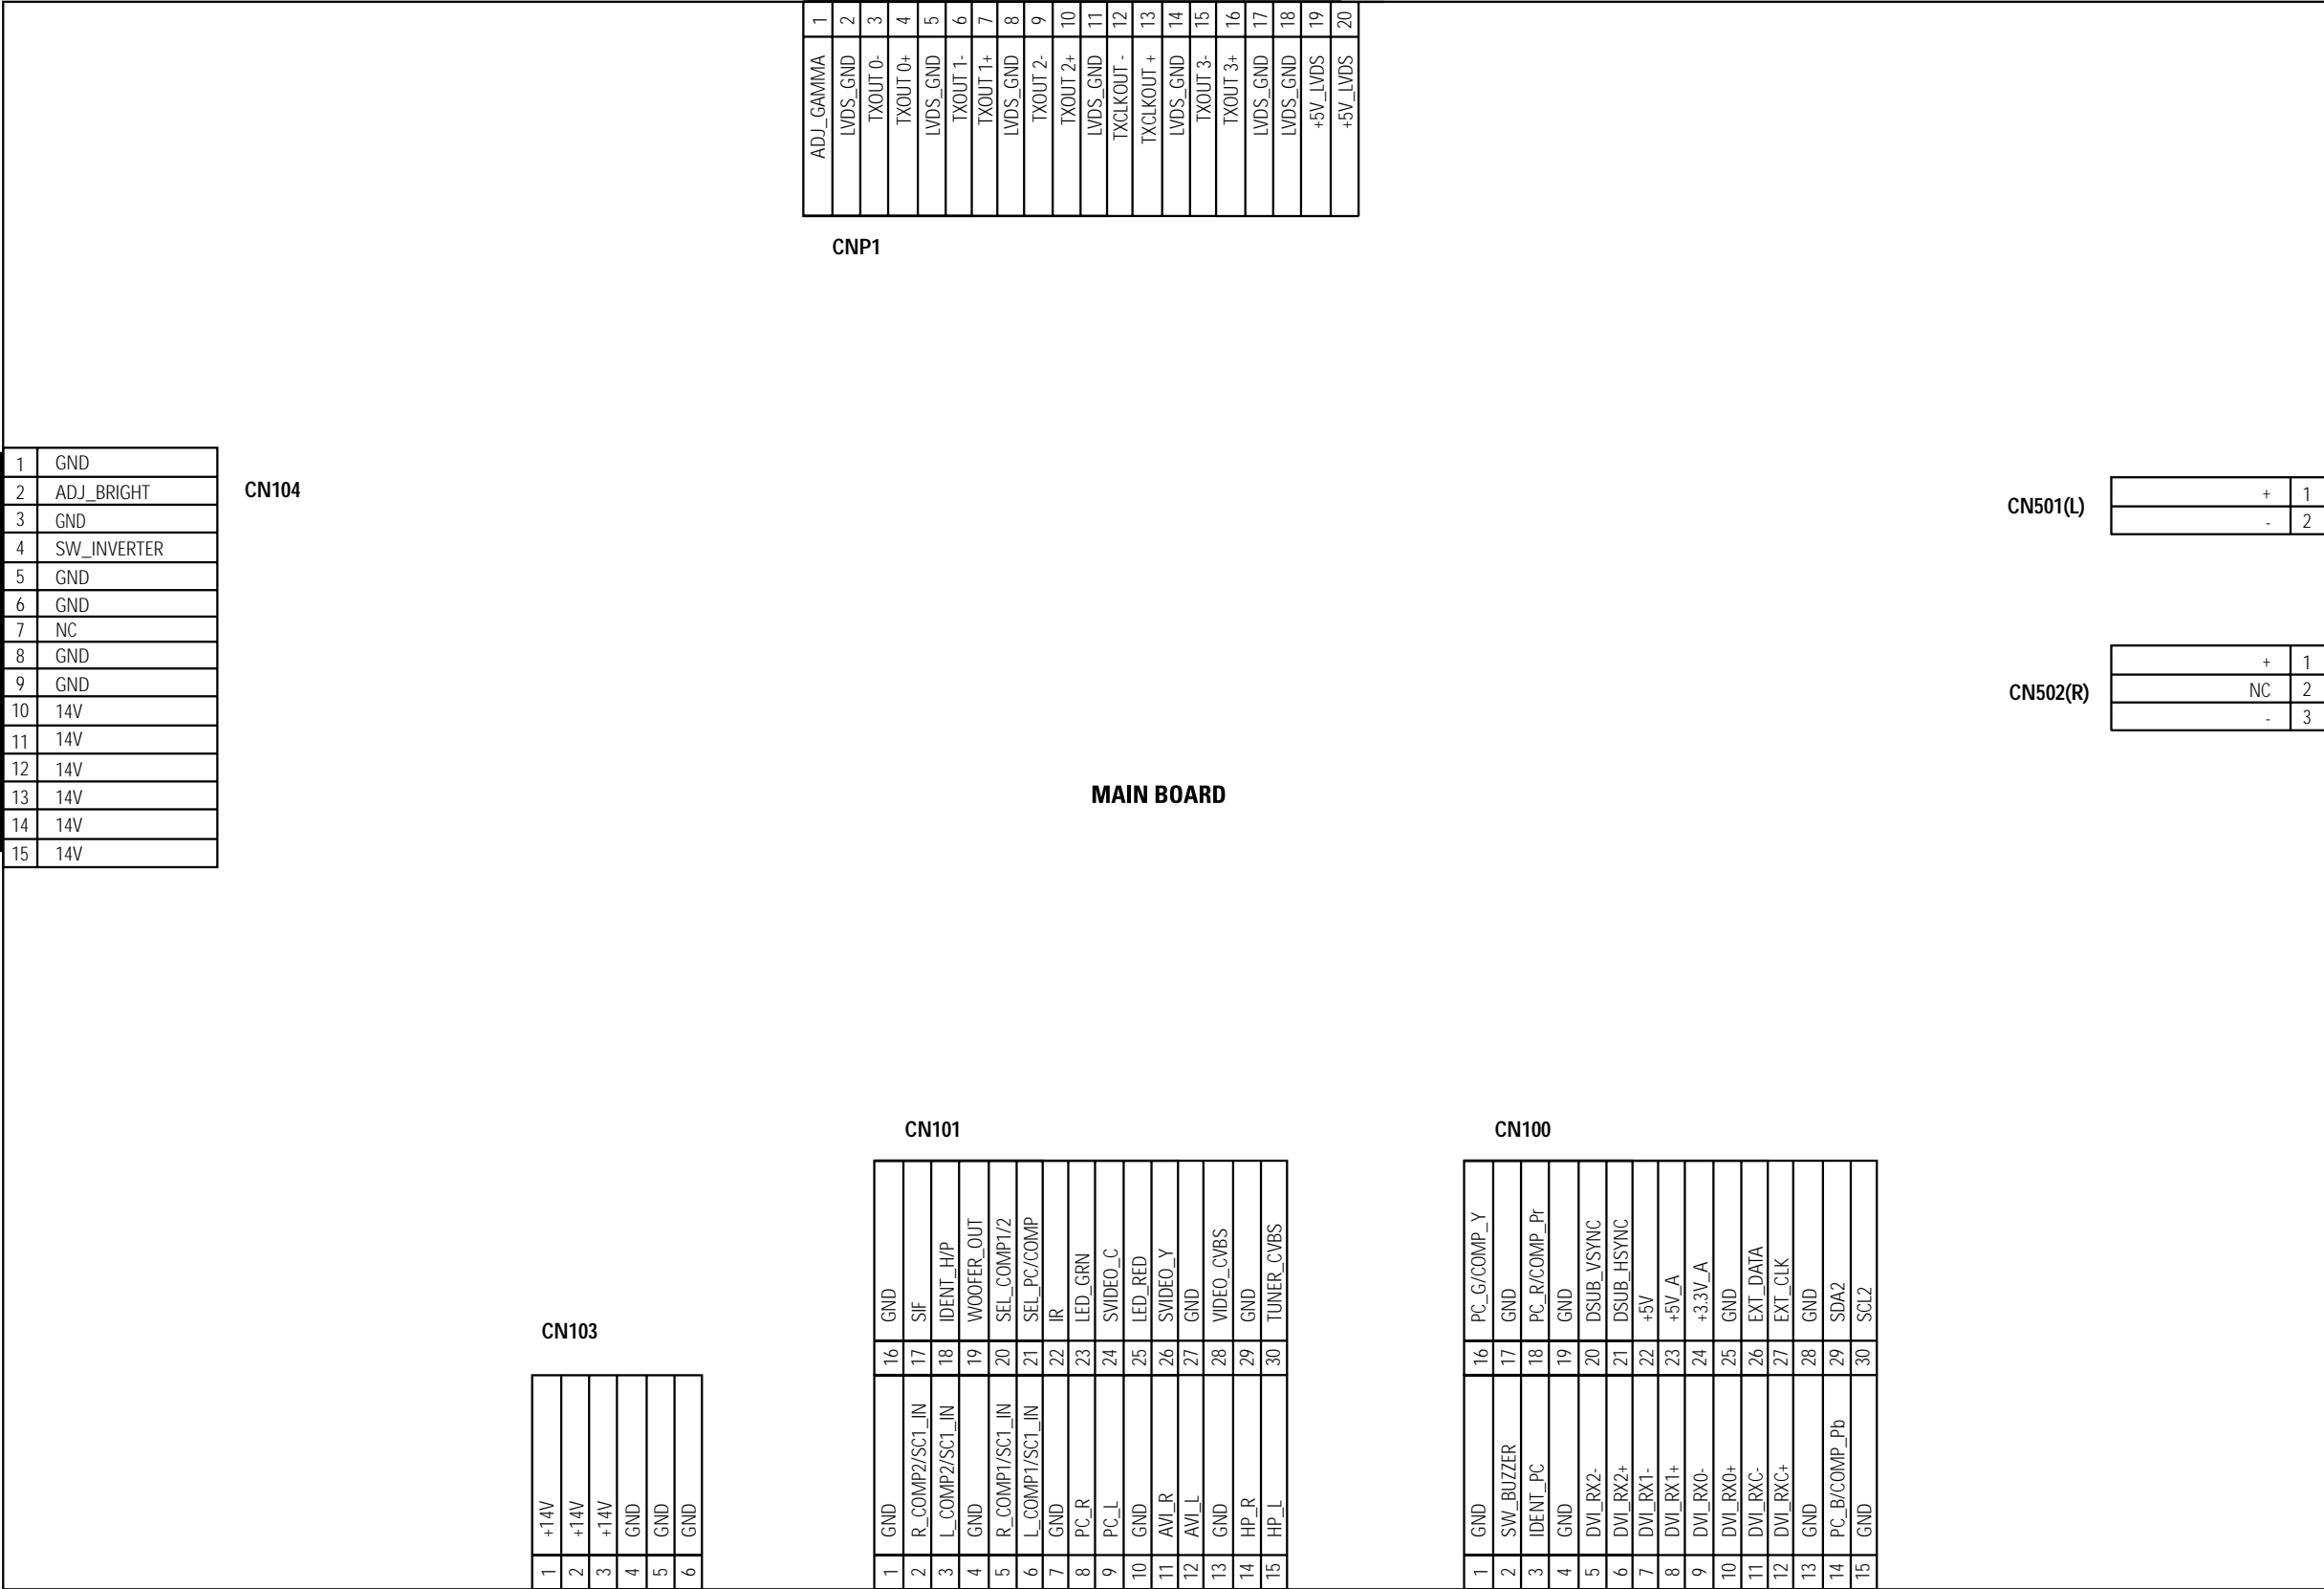 1 ADJ_GAMMA
2 LVDS_GND
3 TXOUT 0-
4 TXOUT 0+
5 LVDS_GND
6 TXOUT 1-
7 TXOUT 1+
8 LVDS_GND
9 TXOUT 2-
10 TXOUT 2+
11 LVDS_GND
12 TXCLKOUT -
13 TXCLKOUT +
14 LVDS_GND
15 TXOUT 3-
16 TXOUT 3+
17 LVDS_GND
18 LVDS_GND
19 +5V_LVDS
20 +5V_LVDS
CNP1
1 GND
2 ADJ_BRIGHT
3 GND
4 SW_INVERTER
5 GND
6 GND
7 NC
8 GND
9 GND
10 14V
11 14V
12 14V
13 14V
14 14V
15 14V
CN104
CN501(L)
+ 1
- 2
CN502(R)
+ 1
NC 2
- 3
MAIN BOARD
CN103
1 +14V
2 +14V
3 +14V
4 GND
5 GND
6 GND
CN101
16 GND
17 SIF
18 IDENT_H/P
19 WOOFER_OUT
20 SEL_COMP1/2
21 SEL_PC/COMP
22 IR
23 LED_GRN
24 SVIDEO_C
25 LED_RED
26 SVIDEO_Y
27 GND
28 VIDEO_CVBS
29 GND
30 TUNER_CVBS
1 GND
2 R_COMP2/SC1_IN
3 L_COMP2/SC1_IN
4 GND
5 R_COMP1/SC1_IN
6 L_COMP1/SC1_IN
7 GND
8 PC_R
9 PC_L
10 GND
11 AVI_R
12 AVI_L
13 GND
14 HP_R
15 HP_L
CN100
16 PC_G/COMP_Y
17 GND
18 PC_R/COMP_Pr
19 GND
20 DSUB_VSYNC
21 DSUB_HSYNC
22 +5V
23 +5V_A
24 +3.3V_A
25 GND
26 EXT_DATA
27 EXT_CLK
28 GND
29 SDA2
30 SCL2
1 GND
2 SW_BUZZER
3 IDENT_PC
4 GND
5 DVI_RX2-
6 DVI_RX2+
7 DVI_RX1-
8 DVI_RX1+
9 DVI_RX0-
10 DVI_RX0+
11 DVI_RXC-
12 DVI_RXC+
13 GND
14 PC_B/COMP_Pb
15 GND